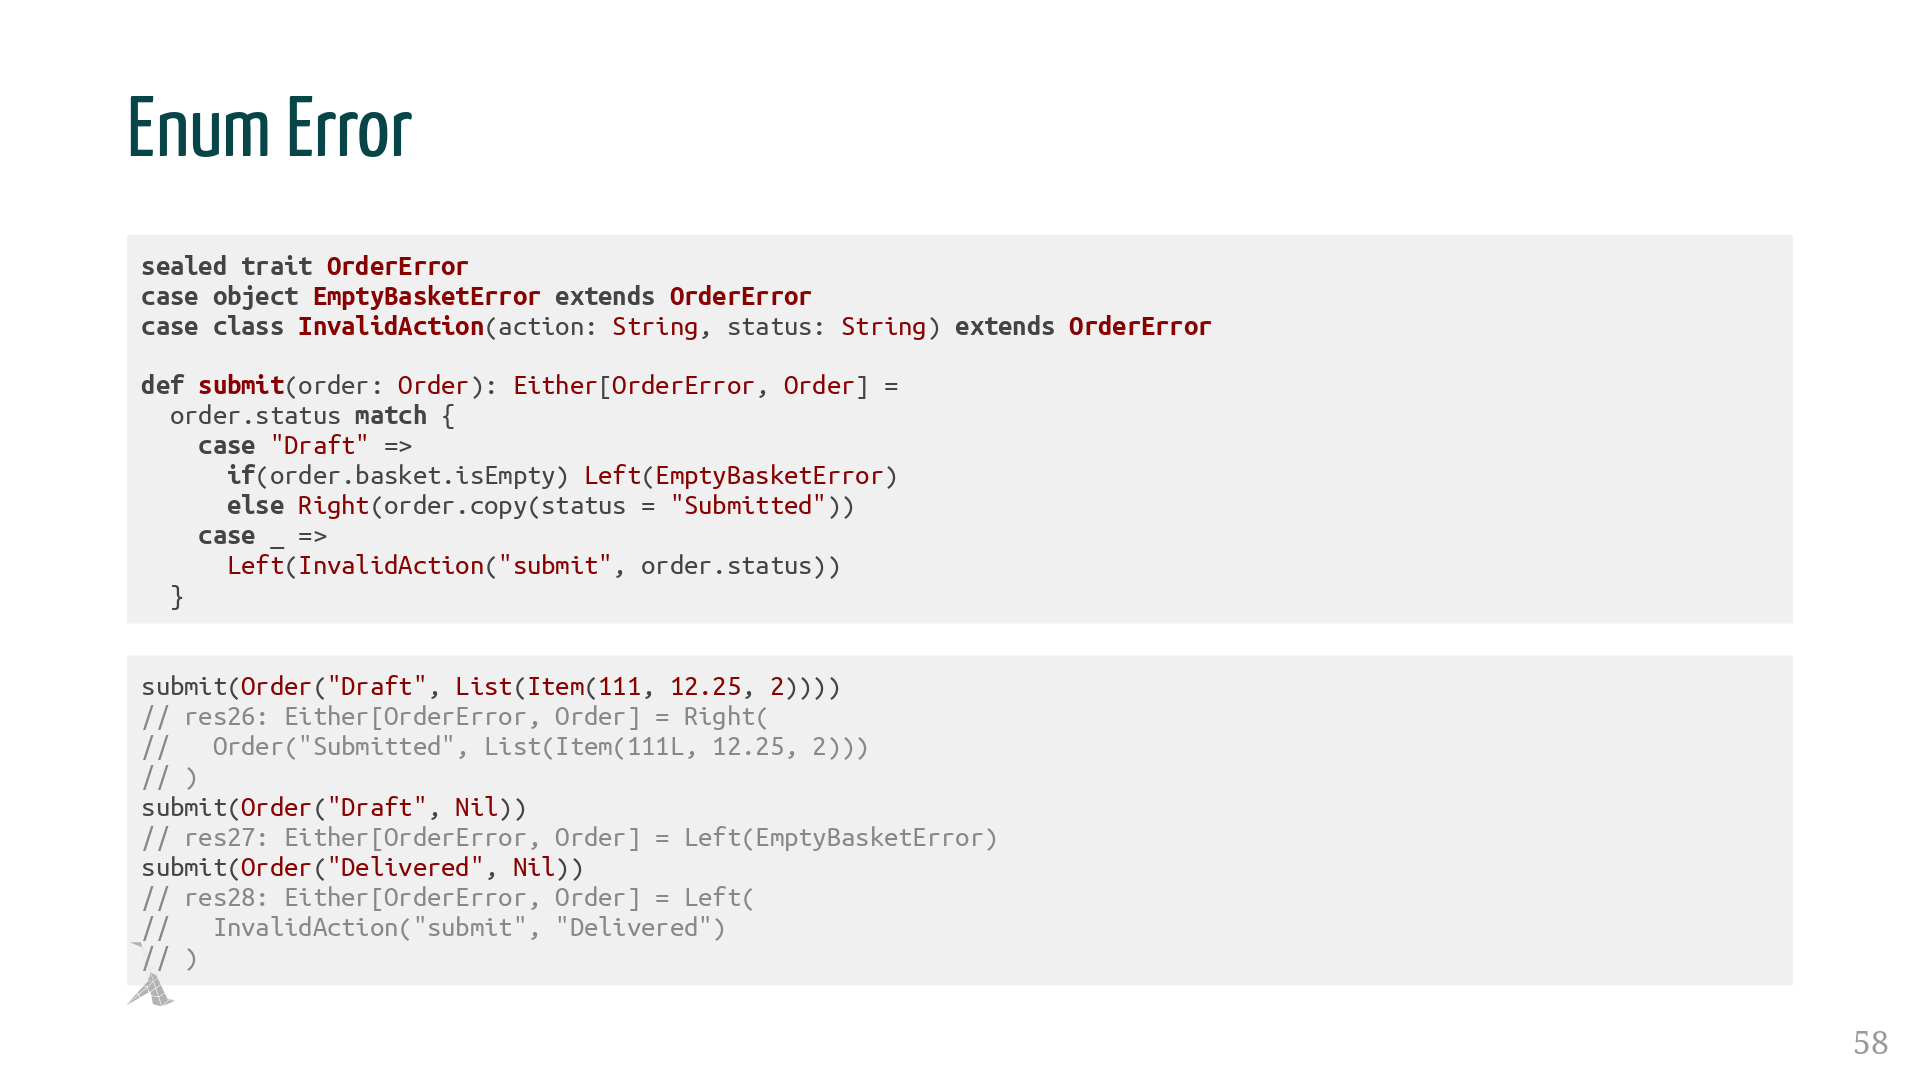 Enum Error
sealed trait OrderError
case object EmptyBasketError extends OrderError
case class InvalidAction(action: String, status: String) extends OrderError
def submit(order: Order): Either[OrderError, Order] =
  order.status match {
    case "Draft" =>
      if(order.basket.isEmpty) Left(EmptyBasketError)
      else Right(order.copy(status = "Submitted"))
    case _ =>
      Left(InvalidAction("submit", order.status))
  }
submit(Order("Draft", List(Item(111, 12.25, 2))))
// res26: Either[OrderError, Order] = Right(
//   Order("Submitted", List(Item(111L, 12.25, 2)))
// )
submit(Order("Draft", Nil))
// res27: Either[OrderError, Order] = Left(EmptyBasketError)
submit(Order("Delivered", Nil))
// res28: Either[OrderError, Order] = Left(
//   InvalidAction("submit", "Delivered")
// )
58